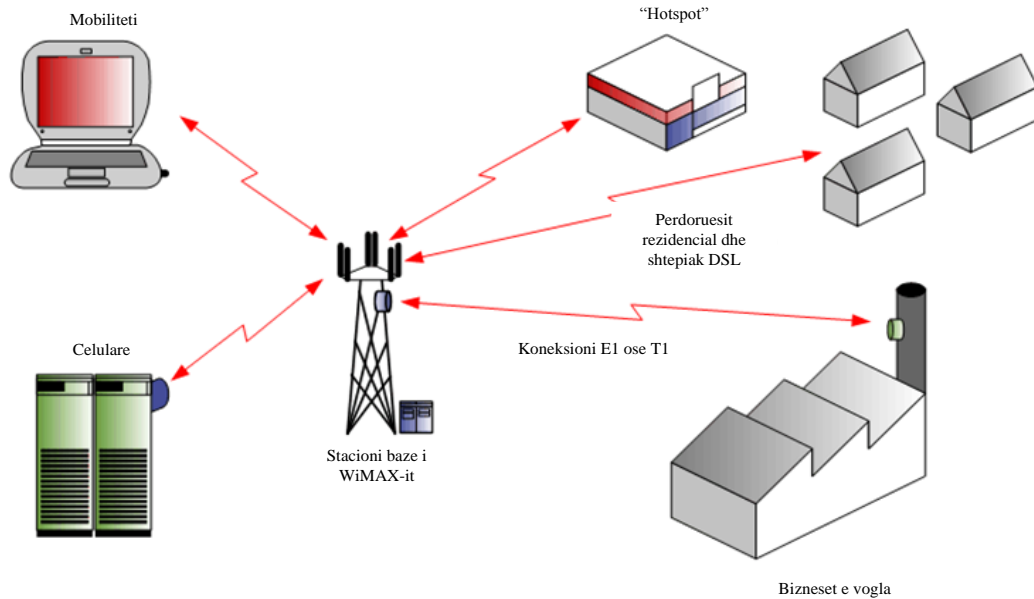 Mobiliteti
“Hotspot”
Perdoruesit
rezidencial dhe
shtepiak DSL
Koneksioni E1 ose T1
Celulare
Stacioni baze i
WiMAX-it
Bizneset e vogla